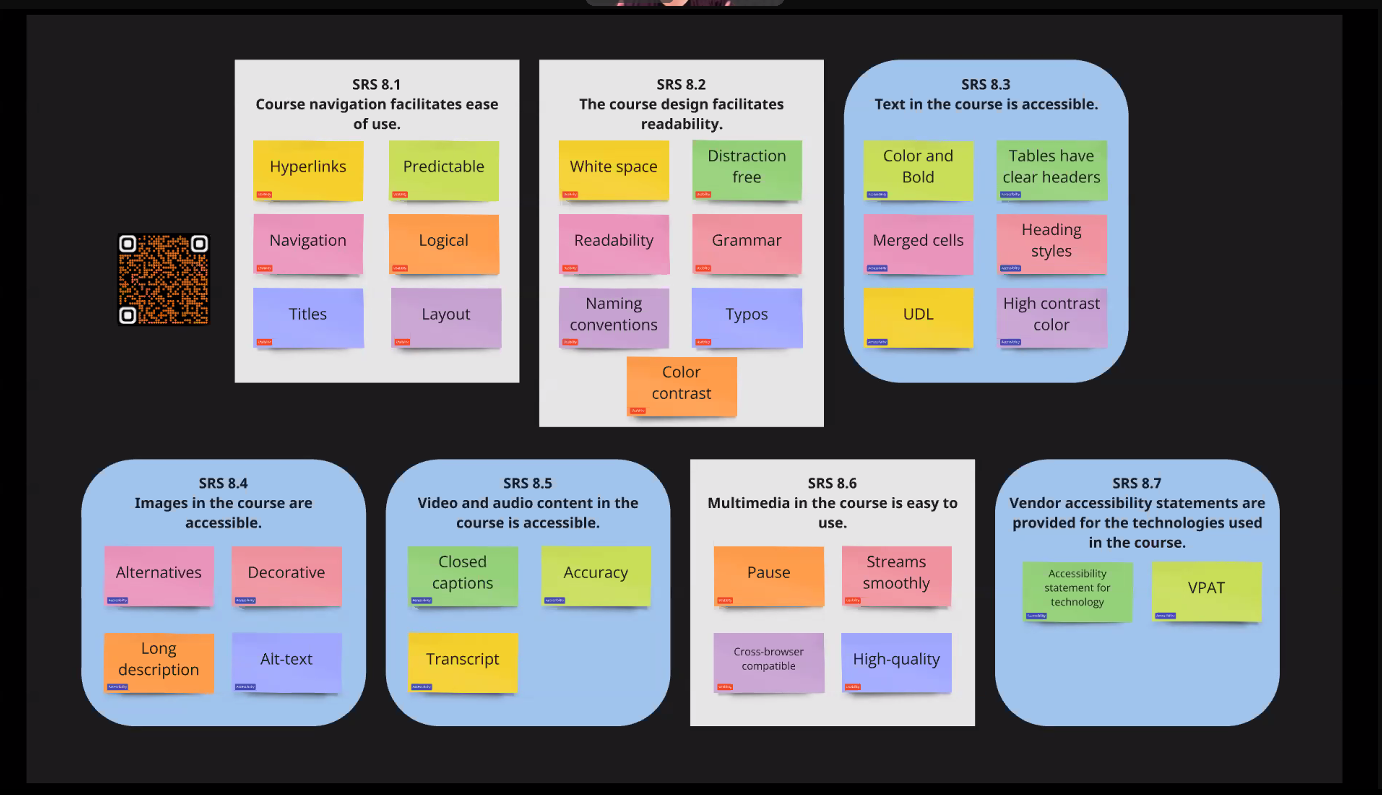 SRS 8.1
Course navigation facilitates ease
of use.
Hyperlinks
Predictable
Navigation
Logical
Titles
Layout
SRS 8.2
The course design facilitates
readability.
White space
Distraction
free
Readability
Grammar
Naming
conventions
Typos
Color
contrast
SRS 8.3
Text in the course is accessible.
Color and
Bold
Tables have
clear headers
Merged cells
Heading
styles
UDL
High contrast
color
SRS 8.4
Images in the course are
accessible.
Alternatives
Decorative
Long
description
Alt-text
SRS 8.5
Video and audio content in the
course is accessible.
Closed
captions
Accuracy
Transcript
SRS 8.6
Multimedia in the course is easy to
use.
Pause
Streams
smoothly
Cross-browser
compatible
High-quality
SRS 8.7
Vendor accessibility statements are
provided for the technologies used
in the course.
Accessibility
statement for
technology
VPAT